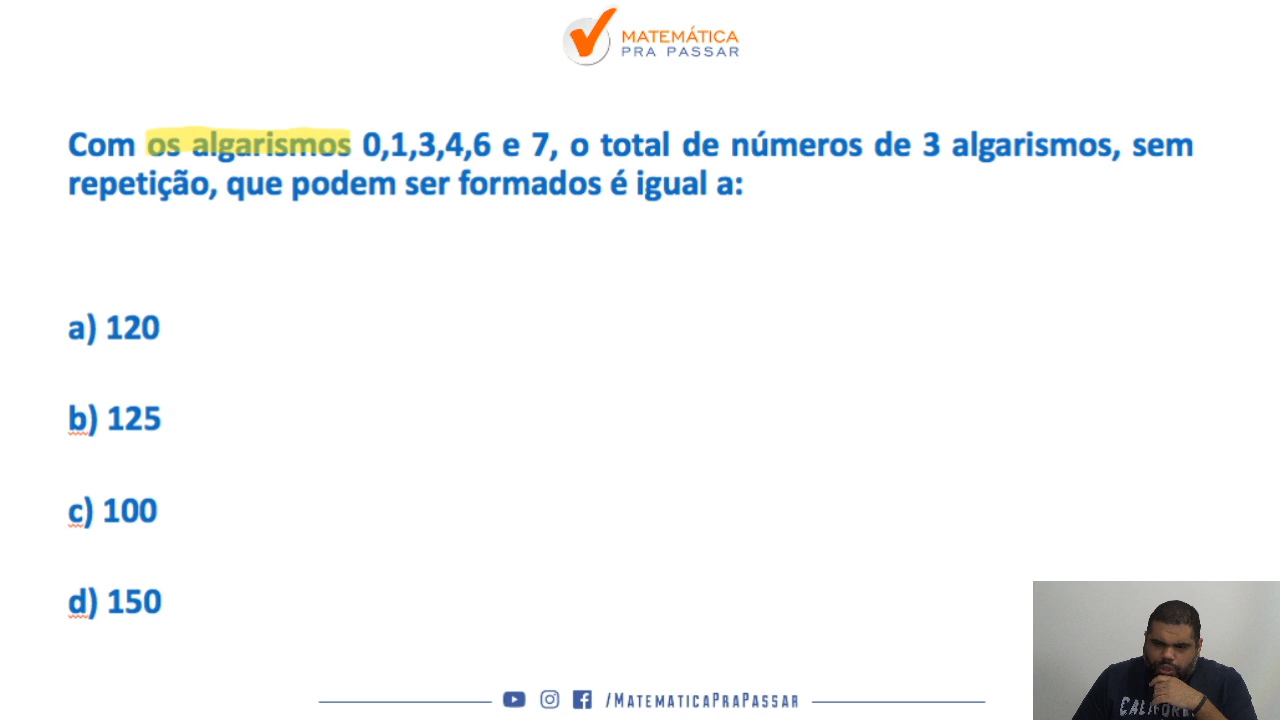 MATEMÁTICA
PRA PASSAR
Com os algarismos 0,1,3,4,6 e 7, o total de números de 3 algarismos, sem
repetição, que podem ser formados é igual a:
a) 120
b) 125
c) 100
d) 150
/MATEMATICAPRAPASSAR